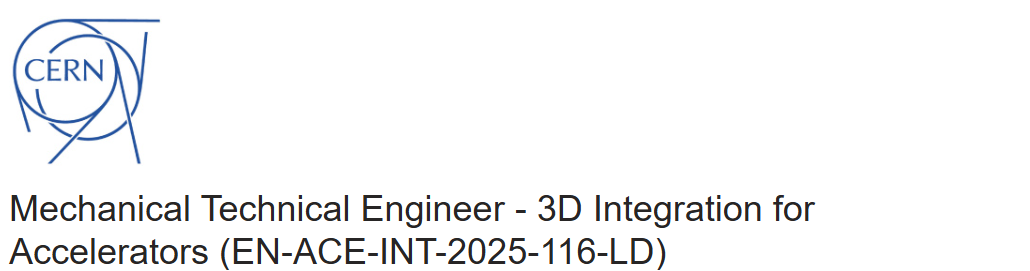 CERN
Mechanical Technical Engineer - 3D Integration for
Accelerators (EN-ACE-INT-2025-116-LD)